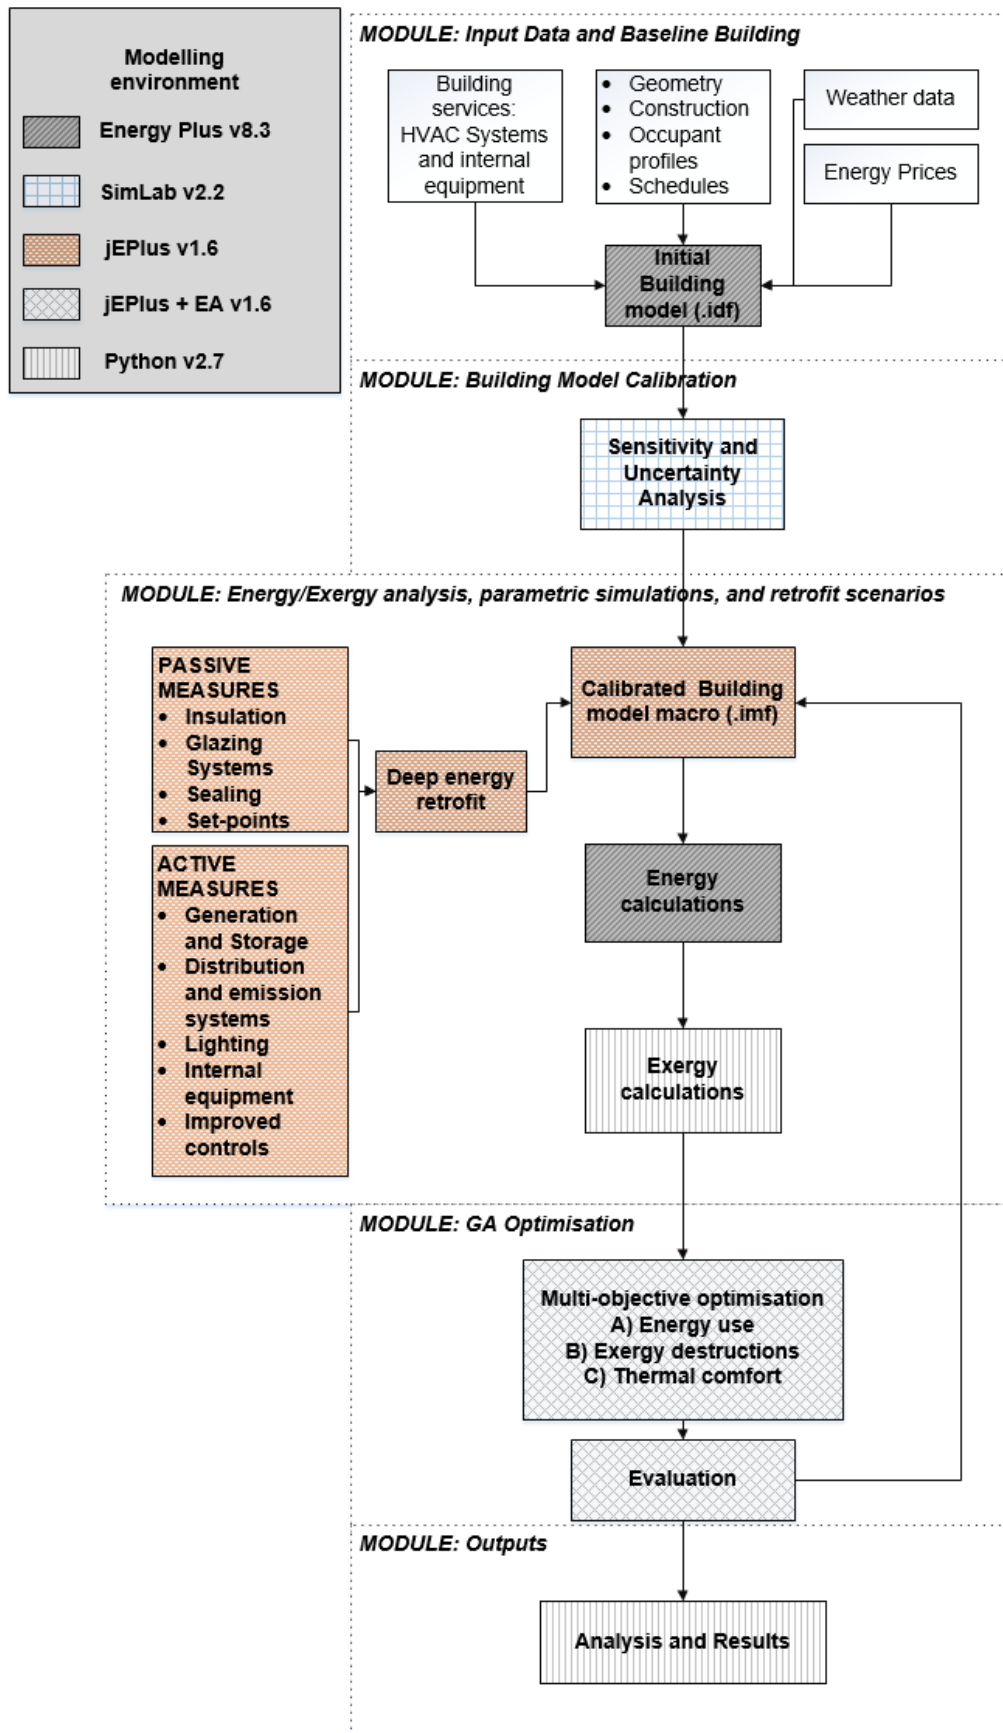 Modelling
environment
Energy Plus v8.3
SimLab v2.2
jEPlus v1.6
jEPlus + EA v1.6
Python v2.7
MODULE: Input Data and Baseline Building
Building
services:
HVAC Systems
and internal
equipment
• Geometry
• Construction
• Occupant
profiles
• Schedules
Weather data
Energy Prices
Initial
Building
model (.idf)
MODULE: Building Model Calibration
Sensitivity and
Uncertainty
Analysis
MODULE: Energy/Exergy analysis, parametric simulations, and retrofit scenarios
PASSIVE
MEASURES
• Insulation
• Glazing
Systems
• Sealing
• Set-points
ACTIVE
MEASURES
• Generation
and Storage
• Distribution
and emission
systems
• Lighting
• Internal
equipment
• Improved
controls
Deep energy
retrofit
Calibrated Building
model macro (.imf)
Energy
calculations
Exergy
calculations
MODULE: GA Optimisation
Multi-objective optimisation
A) Energy use
B) Exergy destructions
C) Thermal comfort
Evaluation
MODULE: Outputs
Analysis and Results